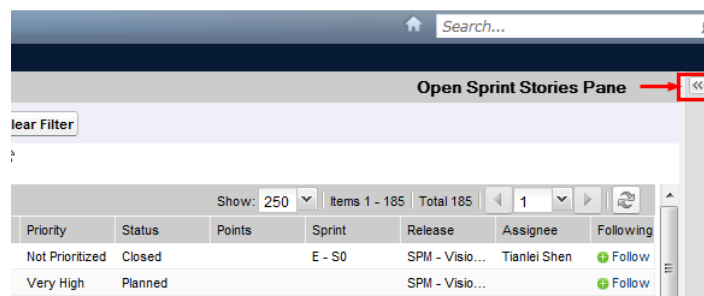 Search...
Open Sprint Stories Pane
lear Filter
Show: 250 Items 1 - 185 Total 185 1
Priority Status Points Sprint Release Assignee Following
Not Prioritized Closed E - S0 SPM - Visio... Tianlei Shen Follow
Very High Planned SPM - Visio... Follow